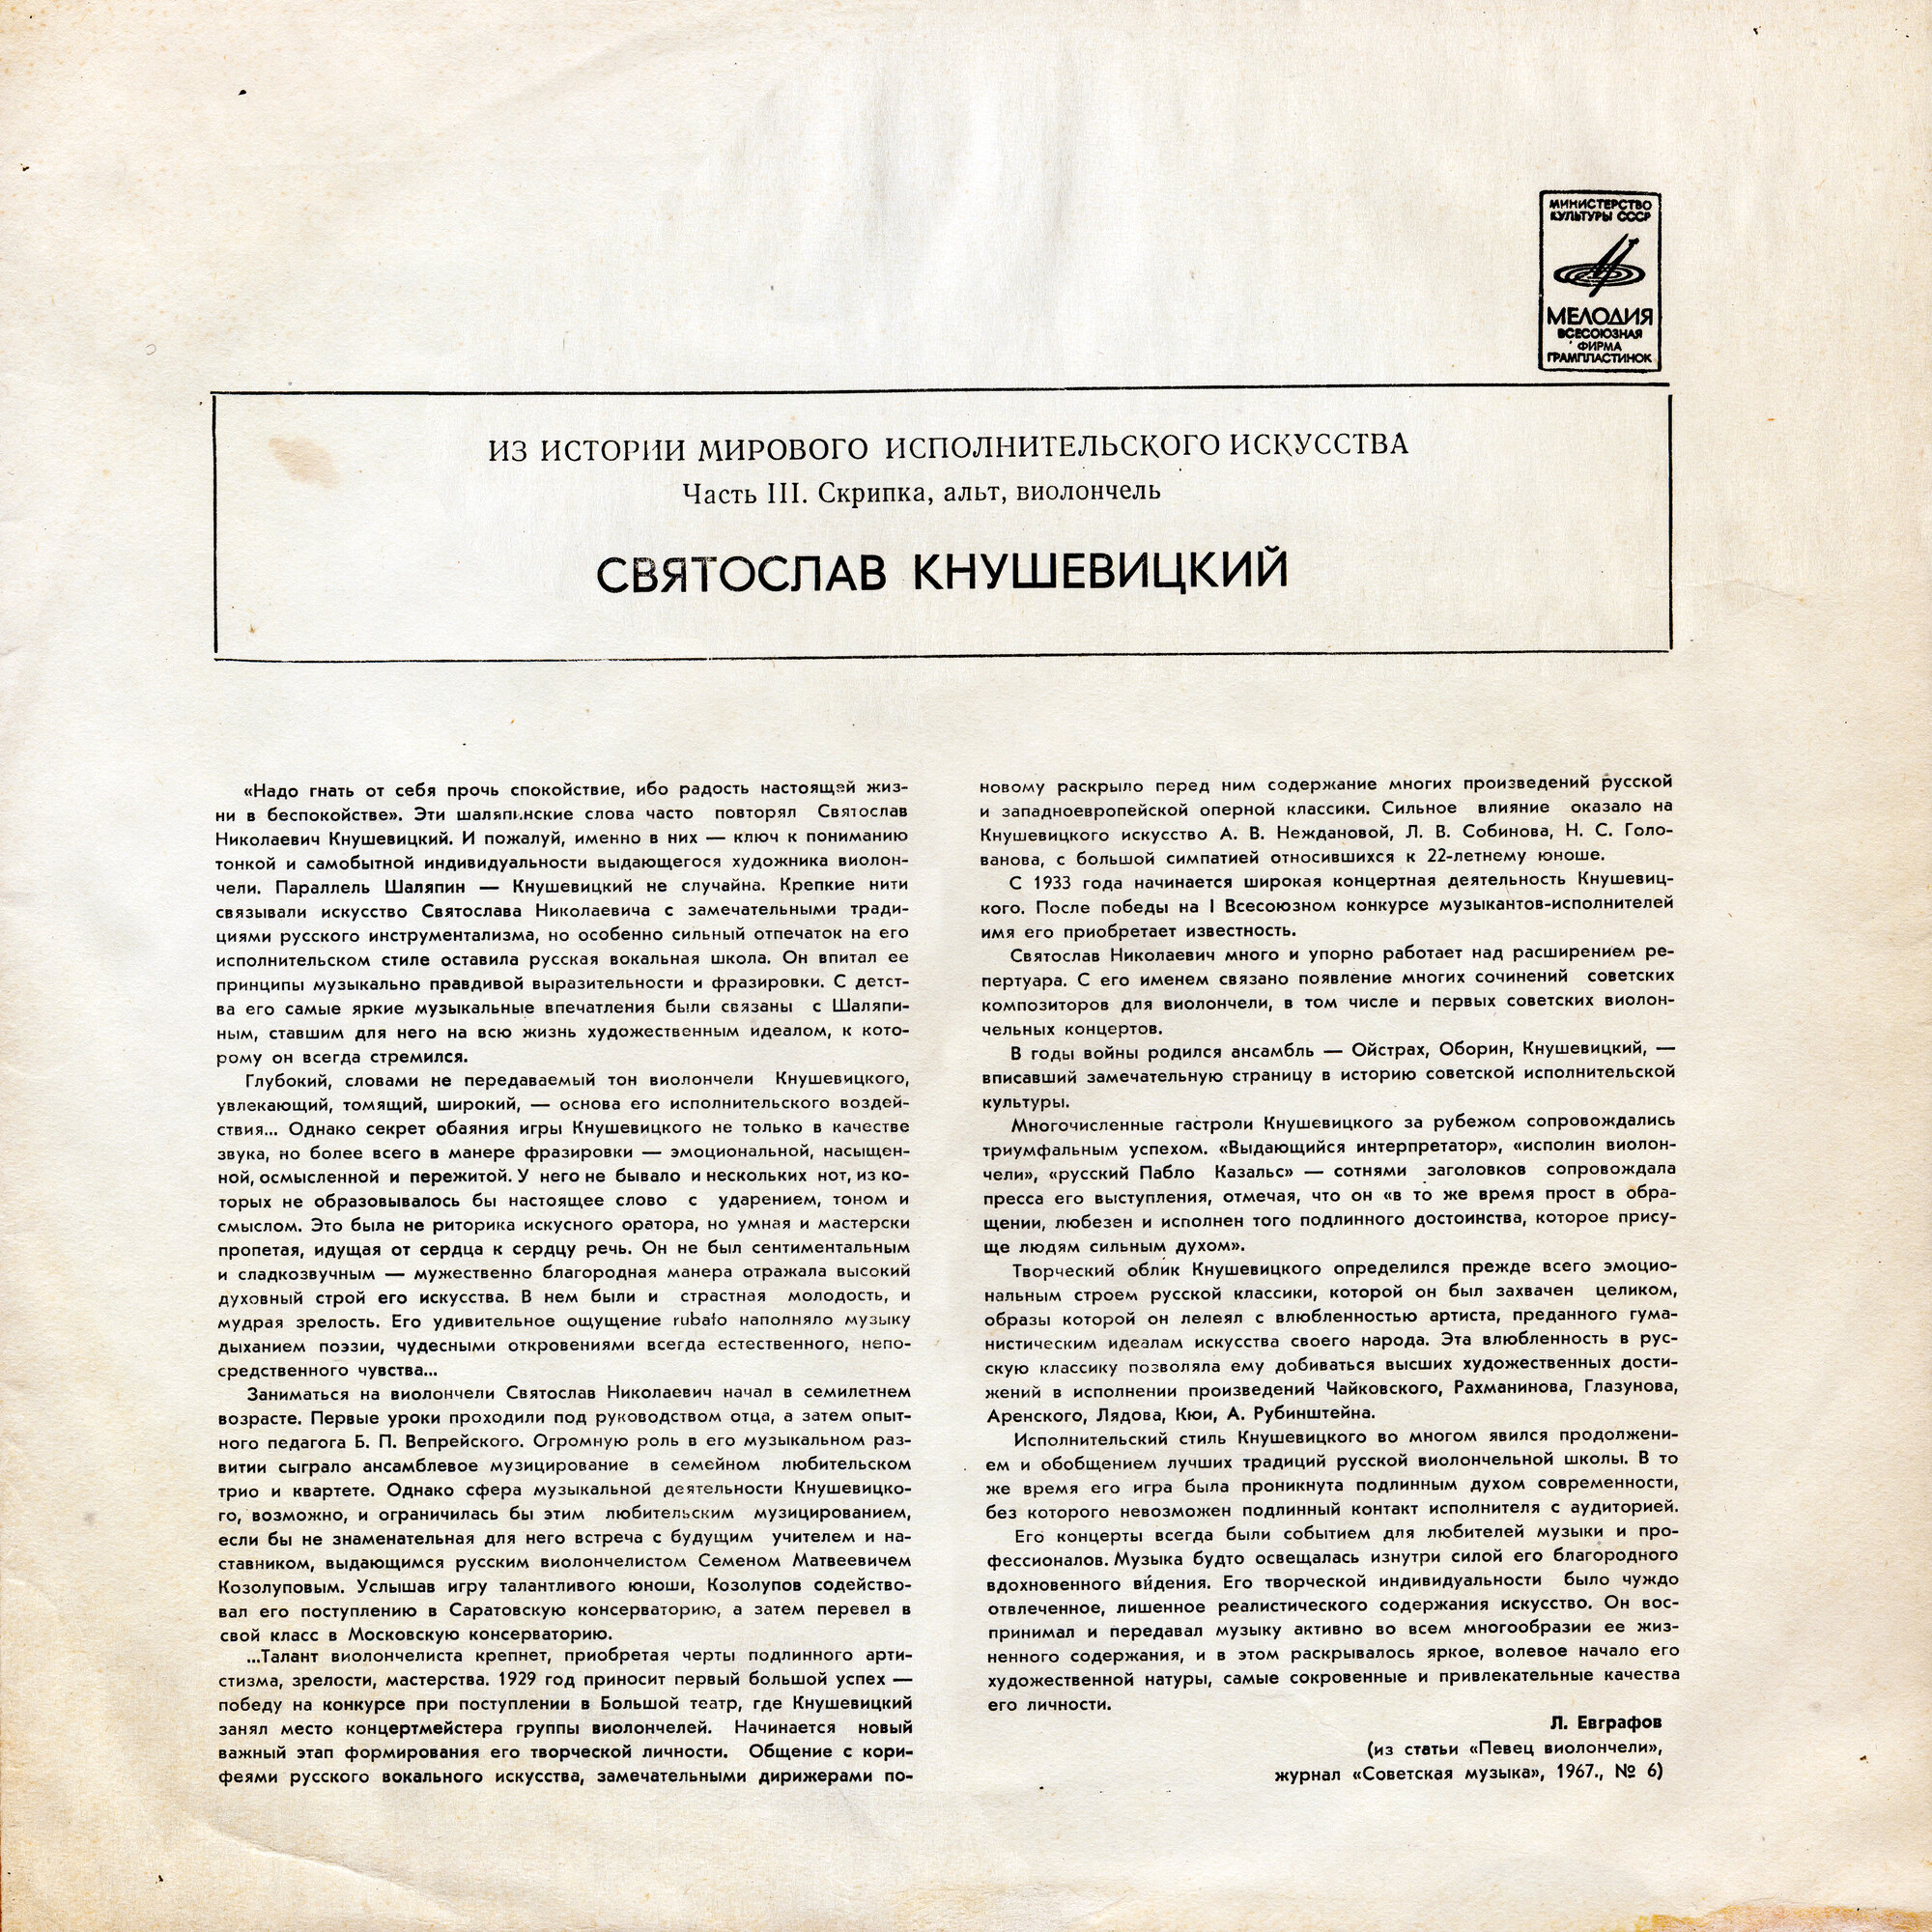 МИНИСТЕРСТВО
КУЛЬТУРЫ СССР
МЕЛОДИЯ
ВСЕСОЮЗНАЯ
ФИРМА
ГРАМПЛАСТИНОК
ИЗ ИСТОРИИ МИРОВОГО ИСПОЛНИТЕЛЬСКОГО ИСКУССТВА
Часть III. Скрипка, альт, виолончель
СВЯТОСЛАВ КНУШЕВИЦКИЙ
«Надо гнать от себя прочь спокойствие, ибо радость настоящей жиз-
ни в беспокойстве». Эти шаляпинские слова часто повторял Святослав
Николаевич Кнушевицкий. И пожалуй, именно в них — ключ к пониманию
тонкой и самобытной индивидуальности выдающегося художника виолон-
чели. Параллель Шаляпин — Кнушевицкий не случайна. Крепкие нити
связывали искусство Святослава Николаевича с замечательными тради-
циями русского инструментализма, но особенно сильный отпечаток на его
исполнительском стиле оставила русская вокальная школа. Он впитал ее
принципы музыкально правдивой выразительности и фразировки. С детст-
ва его самые яркие музыкальные впечатления были связаны с Шаляпи-
ным, ставшим для него на всю жизнь художественным идеалом, к кото-
рому он всегда стремился.
Глубокий, словами не передаваемый тон виолончели Кнушевицкого,
увлекающий, томящий, широкий, — основа его исполнительского воздей-
ствия... Однако секрет обаяния игры Кнушевицкого не только в качестве
звука, но более всего в манере фразировки — эмоциональной, насыщен-
ной, осмысленной и пережитой. У него не бывало и нескольких нот, из ко-
торых не образовывалось бы настоящее слово с ударением, тоном и
смыслом. Это была не риторика искусного оратора, но умная и мастерски
пропетая, идущая от сердца к сердцу речь. Он не был сентиментальным
и сладкозвучным — мужественно благородная манера отражала высокий
духовный строй его искусства. В нем были и страстная молодость, и
мудрая зрелость. Его удивительное ощущение rubato наполняло музыку
дыханием поэзии, чудесными откровениями всегда естественного, непо-
средственного чувства...
Заниматься на виолончели Святослав Николаевич начал в семилетнем
возрасте. Первые уроки проходили под руководством отца, а затем опыт-
ного педагога Б. П. Вепрейского. Огромную роль в его музыкальном раз-
витии сыграло ансамблевое музицирование в семейном любительском
трио и квартете. Однако сфера музыкальной деятельности Кнушевицко-
го, возможно, и ограничилась бы этим любительским музицированием,
если бы не знаменательная для него встреча с будущим учителем и на-
ставником, выдающимся русским виолончелистом Семеном Матвеевичем
Козолуповым. Услышав игру талантливого юноши, Козолупов содейство-
вал его поступлению в Саратовскую консерваторию, а затем перевел в
свой класс в Московскую консерваторию.
...Талант виолончелиста крепнет, приобретая черты подлинного арти-
стизма, зрелости, мастерства. 1929 год приносит первый большой успех —
победу на конкурсе при поступлении в Большой театр, где Кнушевицкий
занял место концертмейстера группы виолончелей. Начинается новый
важный этап формирования его творческой личности. Общение с кори-
феями русского вокального искусства, замечательными дирижерами по-
новому раскрыло перед ним содержание многих произведений русской
и западноевропейской оперной классики. Сильное влияние оказало на
Кнушевицкого искусство А. В. Неждановой, Л. В. Собинова, Н. С. Голо-
ванова, с большой симпатией относившихся к 22-летнему юноше.
С 1933 года начинается широкая концертная деятельность Кнушевиц-
кого. После победы на I Всесоюзном конкурсе музыкантов-исполнителей
имя его приобретает известность.
Святослав Николаевич много и упорно работает над расширением ре-
пертуара. С его именем связано появление многих сочинений советских
композиторов для виолончели, в том числе и первых советских виолон-
чельных концертов.
В годы войны родился ансамбль — Ойстрах, Оборин, Кнушевицкий, —
вписавший замечательную страницу в историю советской исполнительской
культуры.
Многочисленные гастроли Кнушевицкого за рубежом сопровождались
триумфальным успехом. «Выдающийся интерпретатор», «исполин виолон-
чели», «русский Пабло Казальс» — сотнями заголовков сопровождала
пресса его выступления, отмечая, что он «в то же время прост в обра-
щении, любезен и исполнен того подлинного достоинства, которое прису-
ще людям сильным духом».
Творческий облик Кнушевицкого определился прежде всего эмоцио-
нальным строем русской классики, которой он был захвачен целиком,
образы которой он лелеял с влюбленностью артиста, преданного гума-
нистическим идеалам искусства своего народа. Эта влюбленность в рус-
скую классику позволяла ему добиваться высших художественных дости-
жений в исполнении произведений Чайковского, Рахманинова, Глазунова,
Аренского, Лядова, Кюи, А. Рубинштейна.
Исполнительский стиль Кнушевицкого во многом явился продолжени-
ем и обобщением лучших традиций русской виолончельной школы. В то
же время его игра была проникнута подлинным духом современности,
без которого невозможен подлинный контакт исполнителя с аудиторией.
Его концерты всегда были событием для любителей музыки и про-
фессионалов. Музыка будто освещалась изнутри силой его благородного
вдохновенного ви́дения. Его творческой индивидуальности было чуждо
отвлеченное, лишенное реалистического содержания искусство. Он вос-
принимал и передавал музыку активно во всем многообразии ее жиз-
ненного содержания, и в этом раскрывалось яркое, волевое начало его
художественной натуры, самые сокровенные и привлекательные качества
его личности.
Л. Евграфов
(из статьи «Певец виолончели»,
журнал «Советская музыка», 1967., № 6)